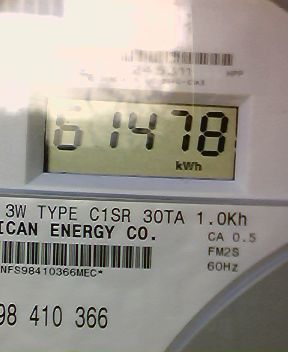 61478
kWh
3W TYPE C1SR 30TA 1.0Kh
ICAN ENERGY CO.
CA 0.5
FM2S
60Hz
NFS98410366MEC*
98 410 366